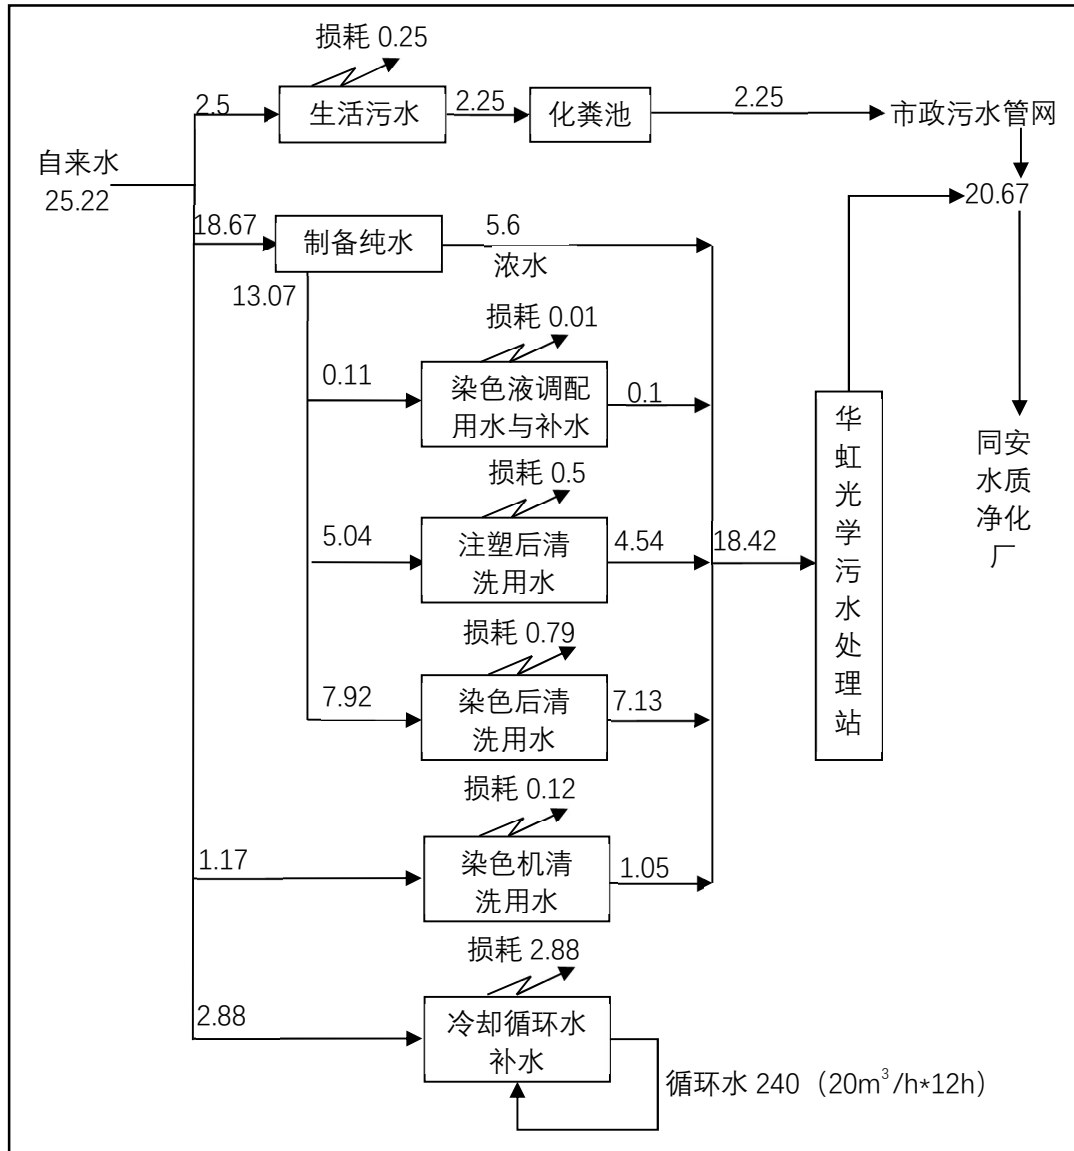 损耗 0.25
2.5
生活污水
2.25
化粪池
2.25
市政污水管网
自来水
25.22
20.67
18.67
制备纯水
5.6
浓水
13.07
损耗 0.01
0.11
染色液调配
用水与补水
0.1
损耗 0.5
5.04
注塑后清
洗用水
4.54
18.42
华虹光学污水处理站
同安
水质
净化
厂
损耗 0.79
7.92
染色后清
洗用水
7.13
损耗 0.12
1.17
染色机清
洗用水
1.05
损耗 2.88
2.88
冷却循环水
补水
循环水 240（20m³/h*12h）